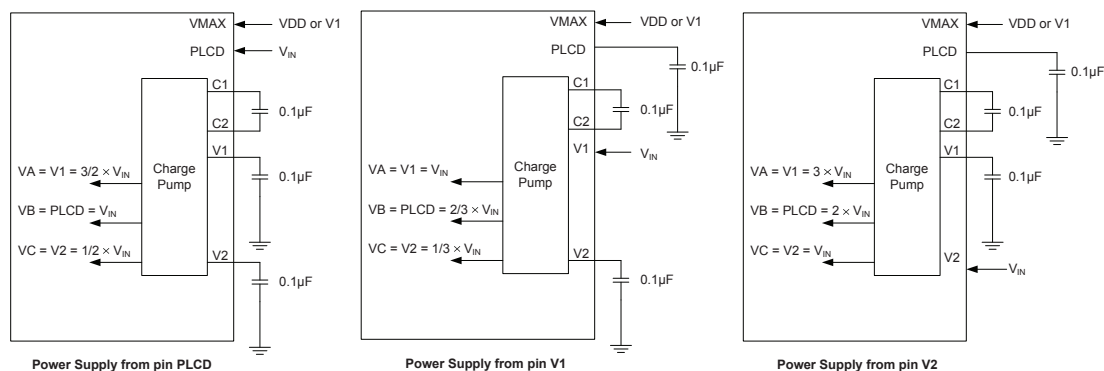 VMAX
VDD or V1
PLCD
V_IN
C1
0.1µF
C2
V1
Charge
Pump
0.1µF
VA = V1 = 3/2 × V_IN
VB = PLCD = V_IN
VC = V2 = 1/2 × V_IN
V2
0.1µF
Power Supply from pin PLCD
VMAX
VDD or V1
PLCD
0.1µF
C1
0.1µF
C2
V1
V_IN
Charge
Pump
VA = V1 = V_IN
VB = PLCD = 2/3 × V_IN
VC = V2 = 1/3 × V_IN
V2
0.1µF
Power Supply from pin V1
VMAX
VDD or V1
PLCD
0.1µF
C1
0.1µF
C2
V1
Charge
Pump
0.1µF
VA = V1 = 3 × V_IN
VB = PLCD = 2 × V_IN
VC = V2 = V_IN
V2
V_IN
Power Supply from pin V2